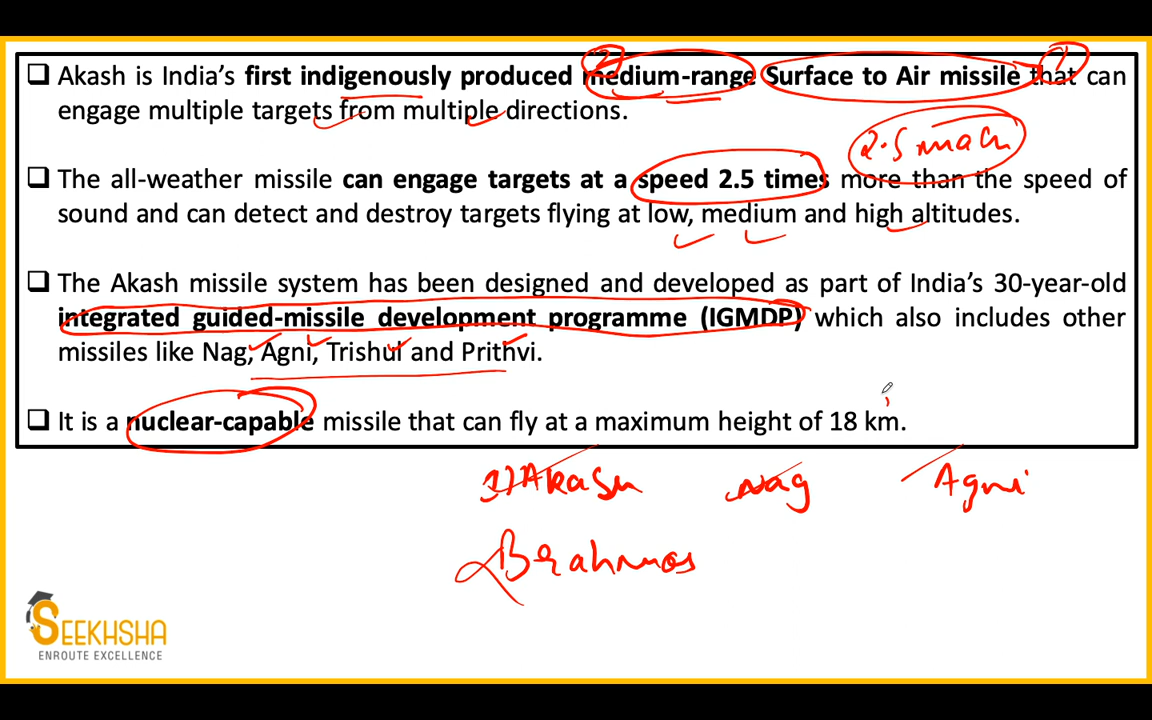 Akash is India's first indigenously produced medium-range Surface to Air missile that can
engage multiple targets from multiple directions.
2.5 mach
The all-weather missile can engage targets at a speed 2.5 times more than the speed of
sound and can detect and destroy targets flying at low, medium and high altitudes.
The Akash missile system has been designed and developed as part of India's 30-year-old
integrated guided-missile development programme (IGMDP) which also includes other
missiles like Nag, Agni, Trishul and Prithvi.
It is a nuclear-capable missile that can fly at a maximum height of 18 km.
1) Akash Nag Agni
Brahmos
SEEKHSHA
ENROUTE EXCELLENCE